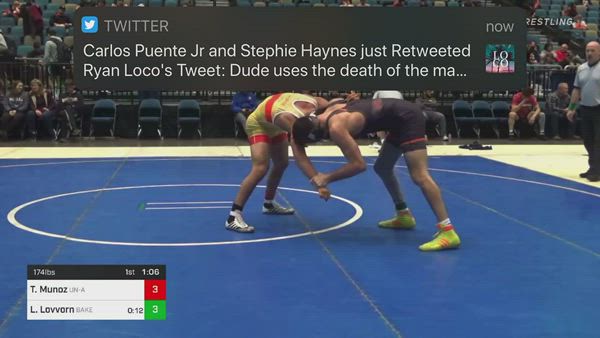 TWITTER
now
RESTLING.
Carlos Puente Jr and Stephie Haynes just Retweeted
Ryan Loco's Tweet: Dude uses the death of the ma...
174lbs 1st 1:06
T. Munoz UN-A 3
L. Lovvorn BAKE 0:12 3